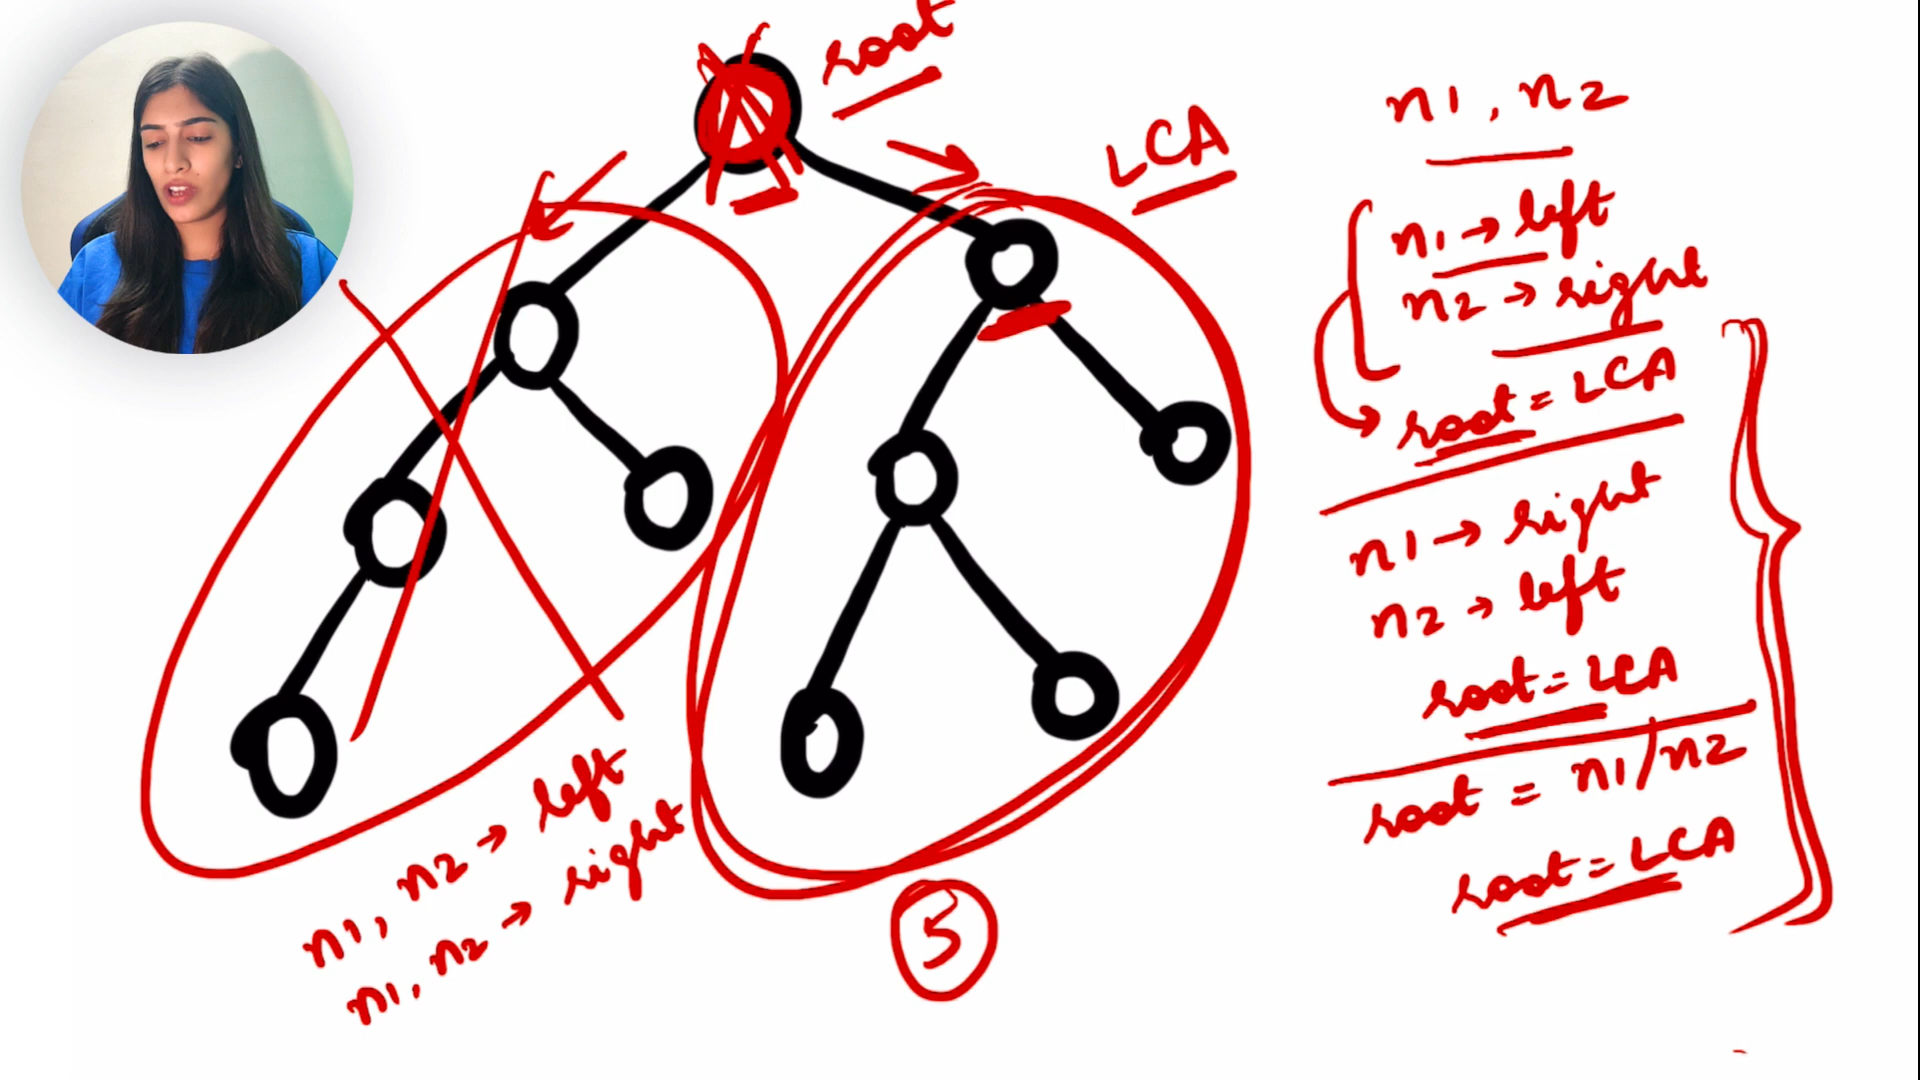 root
LCA
n1, n2
n1 → left
n2 → right
root = LCA
n1 → right
n2 → left
root = LCA
root = n1/n2
root = LCA
n1, n2 → left
n1, n2 → right
5